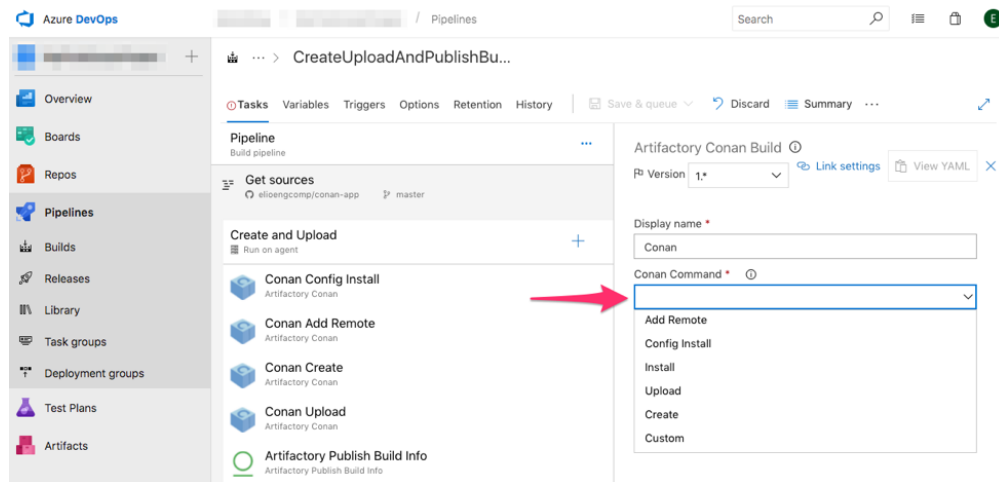 Azure DevOps
/ Pipelines
Search
E
... > CreateUploadAndPublishBu...
Overview
Boards
Repos
Pipelines
Builds
Releases
Library
Task groups
Deployment groups
Test Plans
Artifacts
Tasks Variables Triggers Options Retention History Save & queue Discard Summary ...
Pipeline ...
Build pipeline
Get sources
elioengcomp/conan-app master
Create and Upload
Run on agent
Conan Config Install
Artifactory Conan
Conan Add Remote
Artifactory Conan
Conan Create
Artifactory Conan
Conan Upload
Artifactory Conan
Artifactory Publish Build Info
Artifactory Publish Build Info
Artifactory Conan Build
Version 1.* Link settings View YAML
Display name *
Conan
Conan Command *
Add Remote
Config Install
Install
Upload
Create
Custom